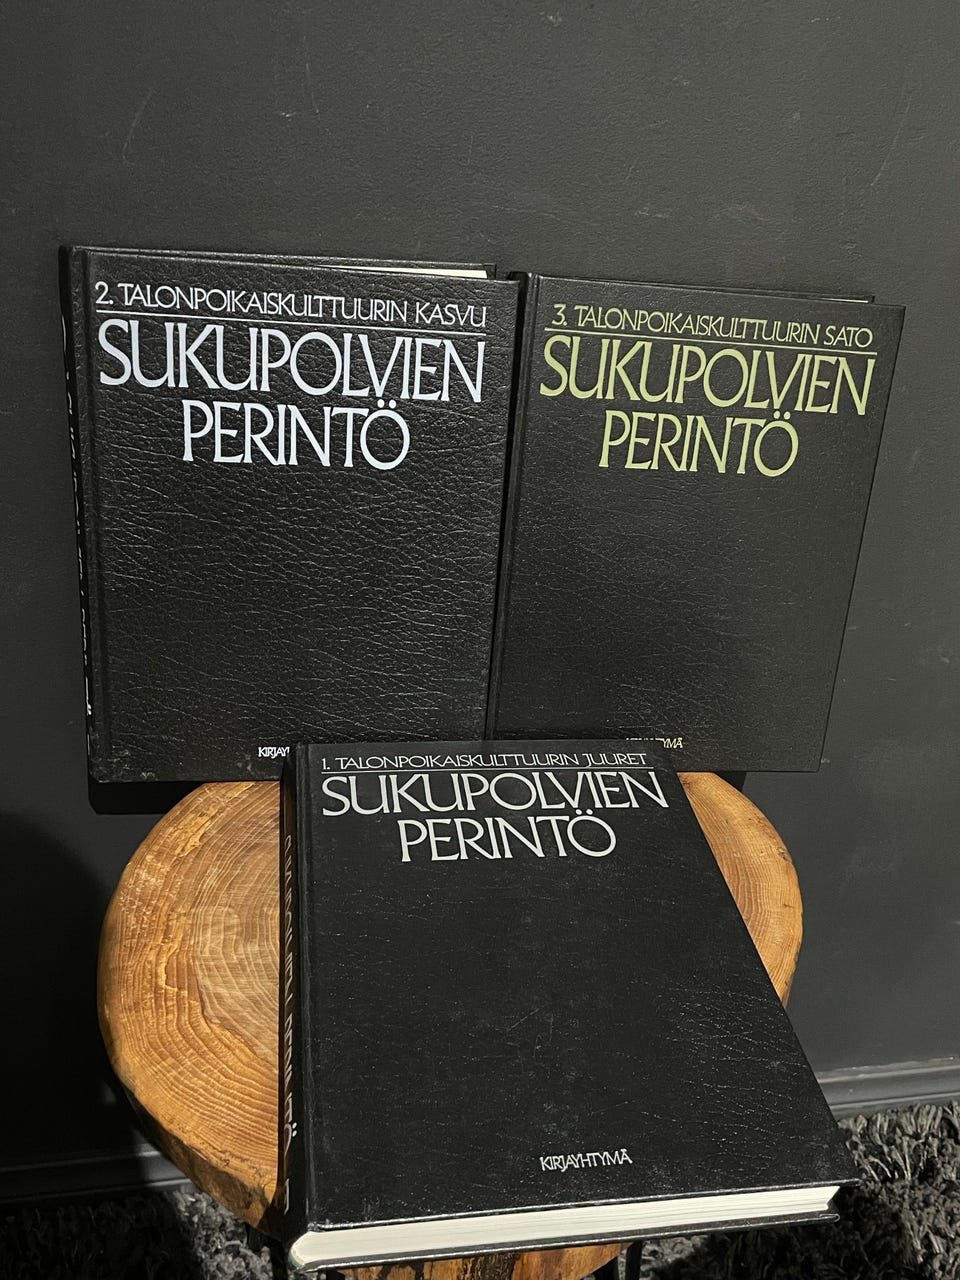 2. TALONPOIKAISKULTTUURIN KASVU
SUKUPOLVIEN
PERINTÖ
3. TALONPOIKAISKULTTUURIN SATO
SUKUPOLVIEN
PERINTÖ
1. TALONPOIKAISKULTTUURIN JUURET
SUKUPOLVIEN
PERINTÖ
KIRJAYHTYMÄ